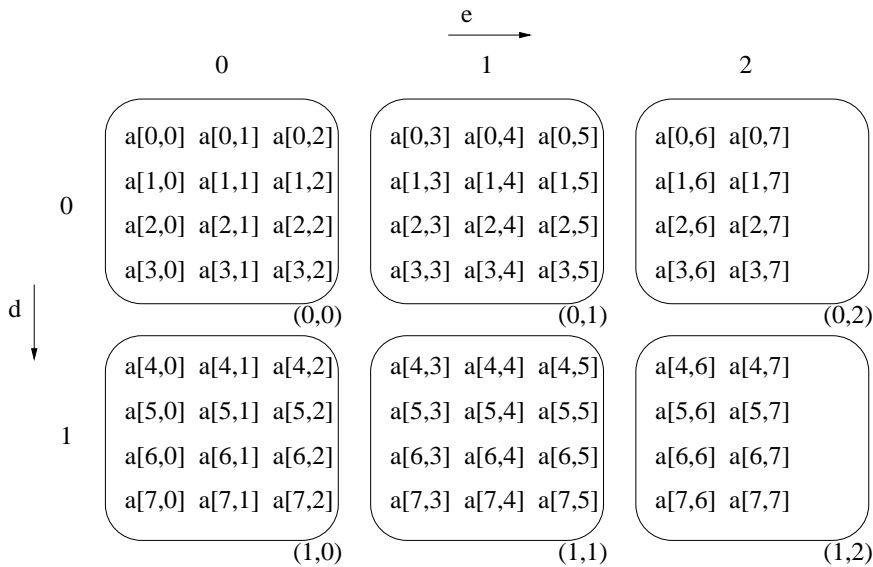 e
0 1 2
a[0,0] a[0,1] a[0,2] a[0,3] a[0,4] a[0,5] a[0,6] a[0,7]
a[1,0] a[1,1] a[1,2] a[1,3] a[1,4] a[1,5] a[1,6] a[1,7]
0
a[2,0] a[2,1] a[2,2] a[2,3] a[2,4] a[2,5] a[2,6] a[2,7]
a[3,0] a[3,1] a[3,2] a[3,3] a[3,4] a[3,5] a[3,6] a[3,7]
d
(0,0) (0,1) (0,2)
a[4,0] a[4,1] a[4,2] a[4,3] a[4,4] a[4,5] a[4,6] a[4,7]
a[5,0] a[5,1] a[5,2] a[5,3] a[5,4] a[5,5] a[5,6] a[5,7]
1
a[6,0] a[6,1] a[6,2] a[6,3] a[6,4] a[6,5] a[6,6] a[6,7]
a[7,0] a[7,1] a[7,2] a[7,3] a[7,4] a[7,5] a[7,6] a[7,7]
(1,0) (1,1) (1,2)